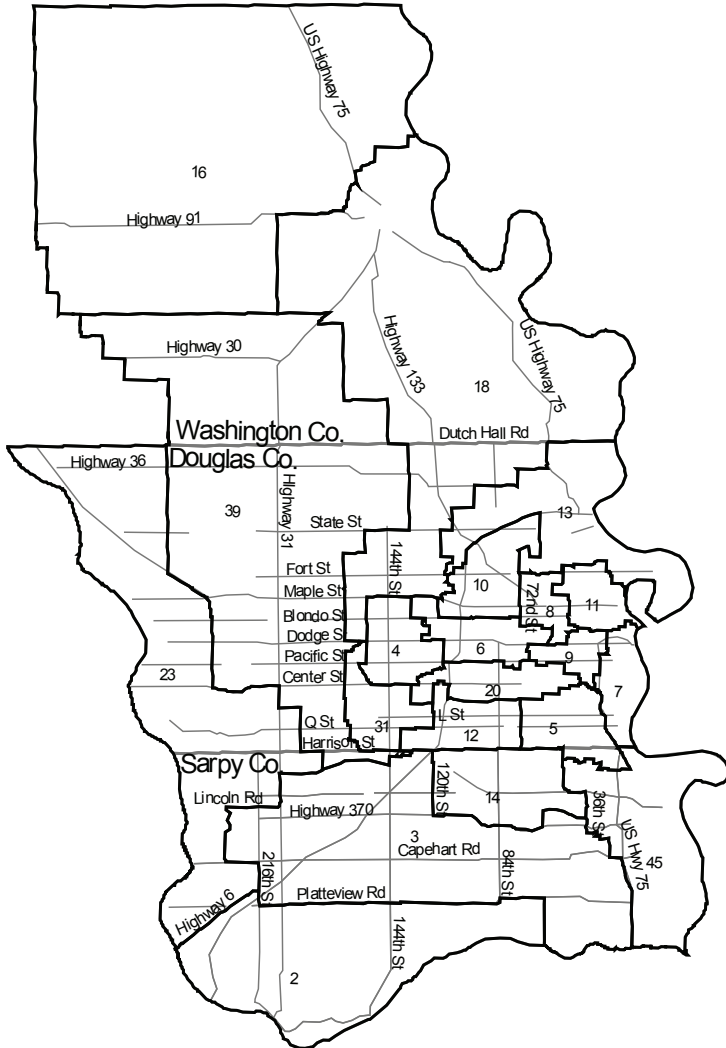 US Highway 75
16
Highway 91
Highway 30
Highway 133
US Highway 75
18
Washington Co.
Dutch Hall Rd
Highway 36
Douglas Co.
39
Highway 31
State St
144th St
13
Fort St
10
Maple St
72nd St
8
11
Blondo St
Dodge S
6
Pacific St
4
9
Center St
23
20
7
Q St
31
L St
12
5
Harrison St
Sarpy Co.
Lincoln Rd
120th S
14
36th S
Highway 370
3
Capehart Rd
US Hwy 75
45
216th S
84th St
Platteview Rd
Highway 6
144th St
2